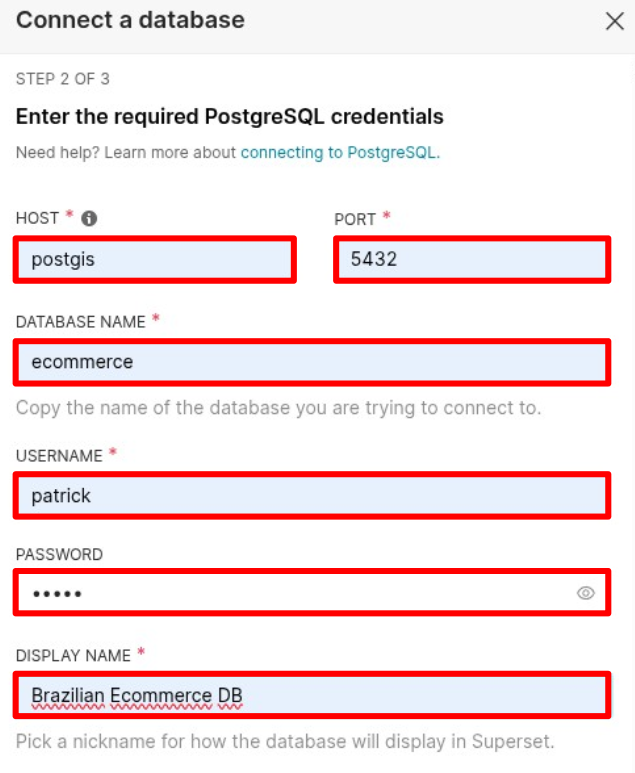 Connect a database
STEP 2 OF 3
Enter the required PostgreSQL credentials
Need help? Learn more about connecting to PostgreSQL.
HOST * PORT *
postgis 5432
DATABASE NAME *
ecommerce
Copy the name of the database you are trying to connect to.
USERNAME *
patrick
PASSWORD
•••••
DISPLAY NAME *
Brazilian Ecommerce DB
Pick a nickname for how the database will display in Superset.